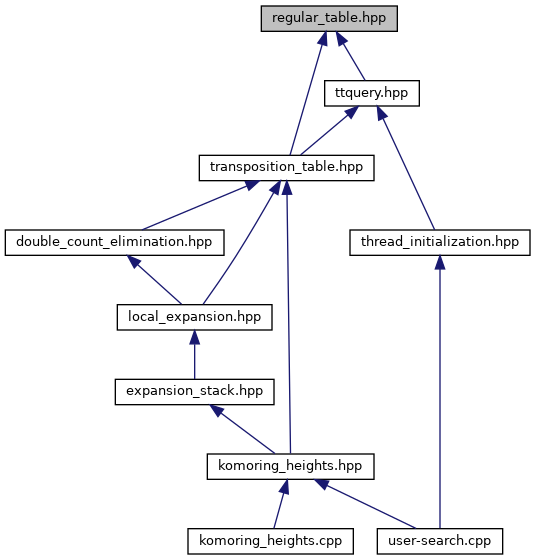 regular_table.hpp
ttquery.hpp
transposition_table.hpp
double_count_elimination.hpp
thread_initialization.hpp
local_expansion.hpp
expansion_stack.hpp
komoring_heights.hpp
komoring_heights.cpp
user-search.cpp